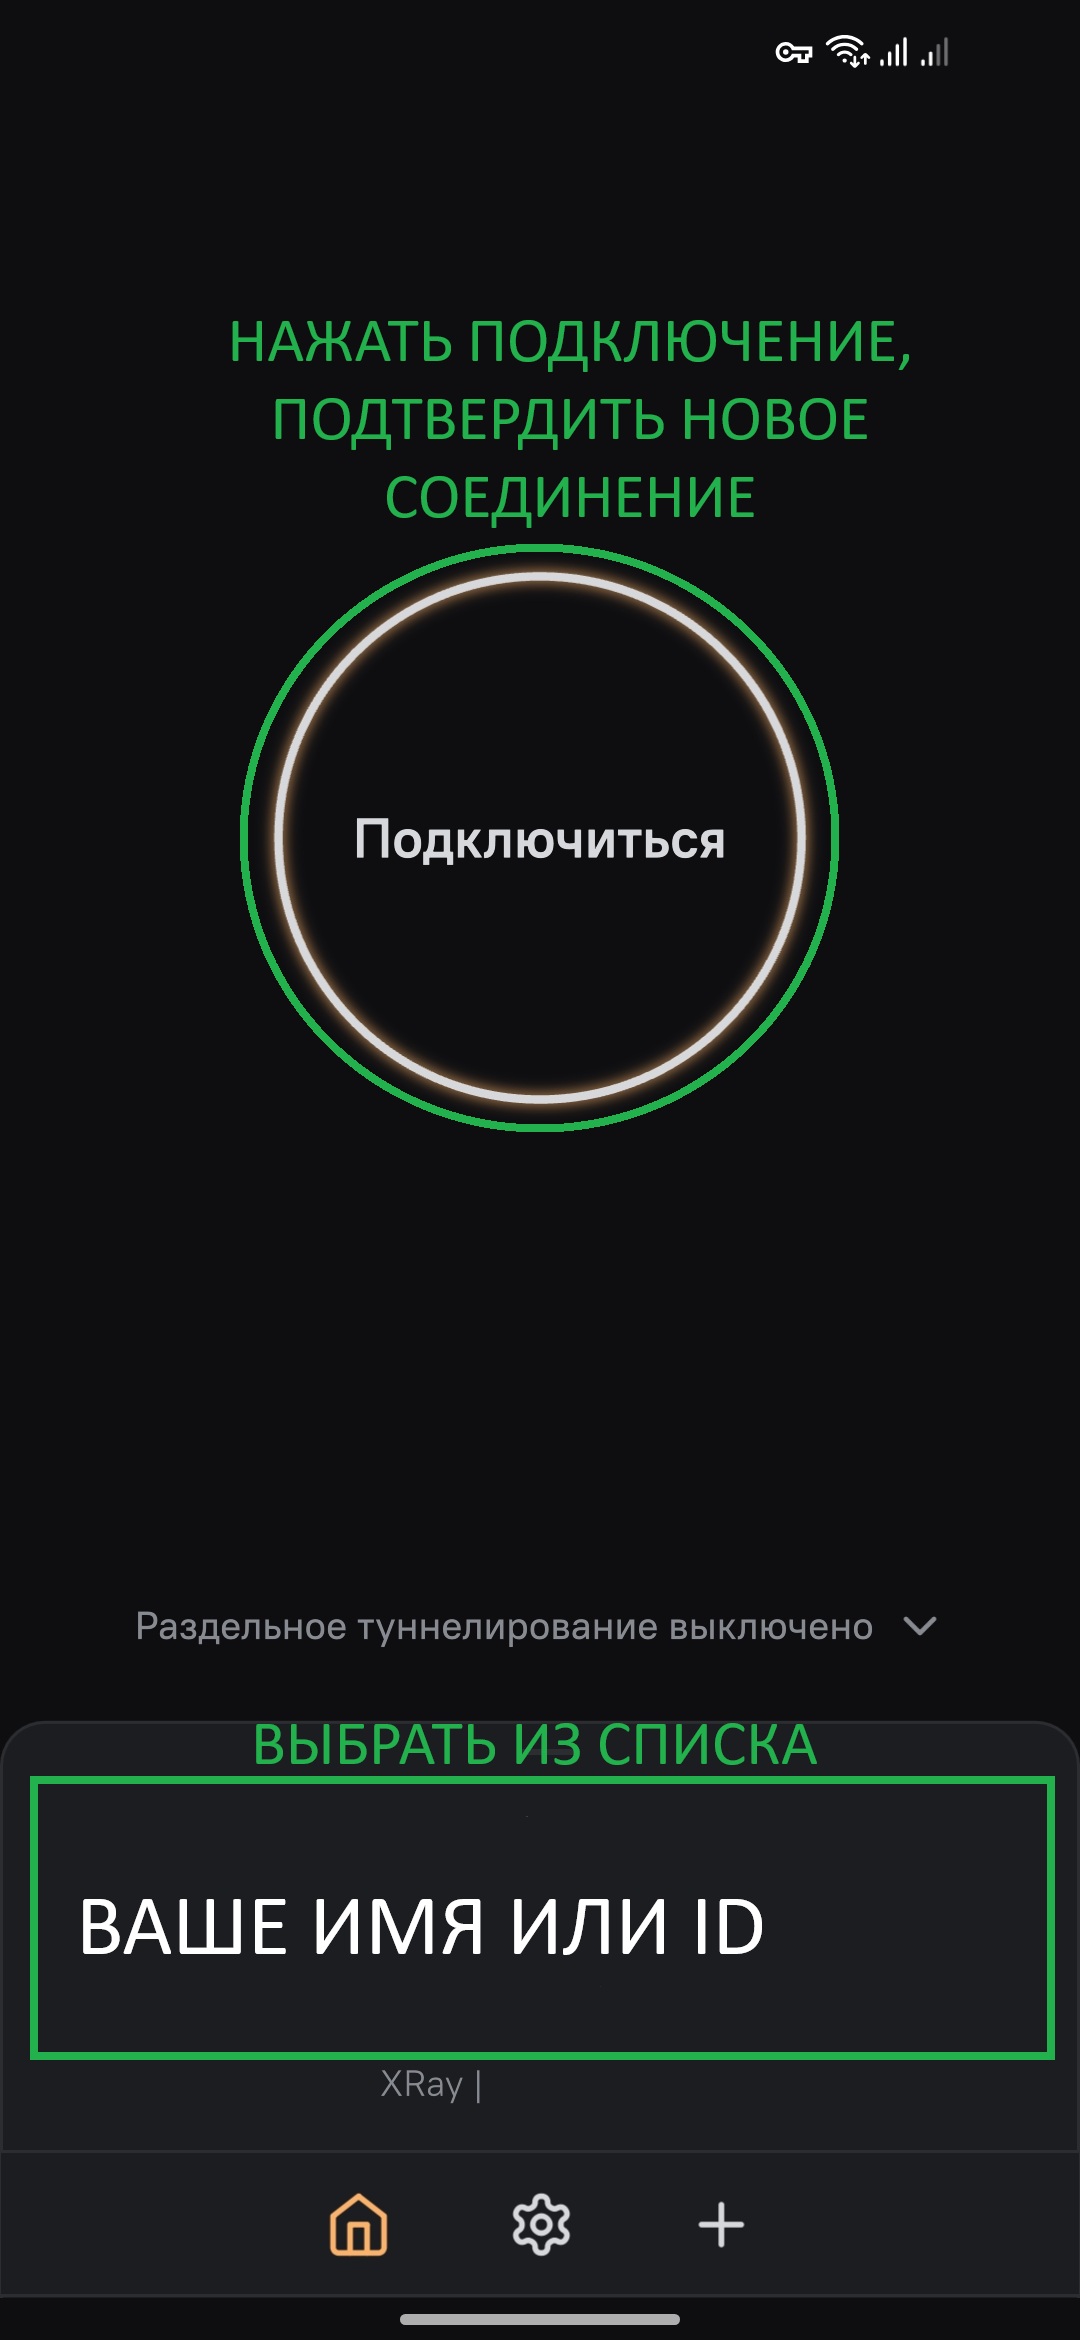 НАЖАТЬ ПОДКЛЮЧЕНИЕ,
ПОДТВЕРДИТЬ НОВОЕ
СОЕДИНЕНИЕ
Подключиться
Раздельное туннелирование выключено
ВЫБРАТЬ ИЗ СПИСКА
ВАШЕ ИМЯ ИЛИ ID
XRay |